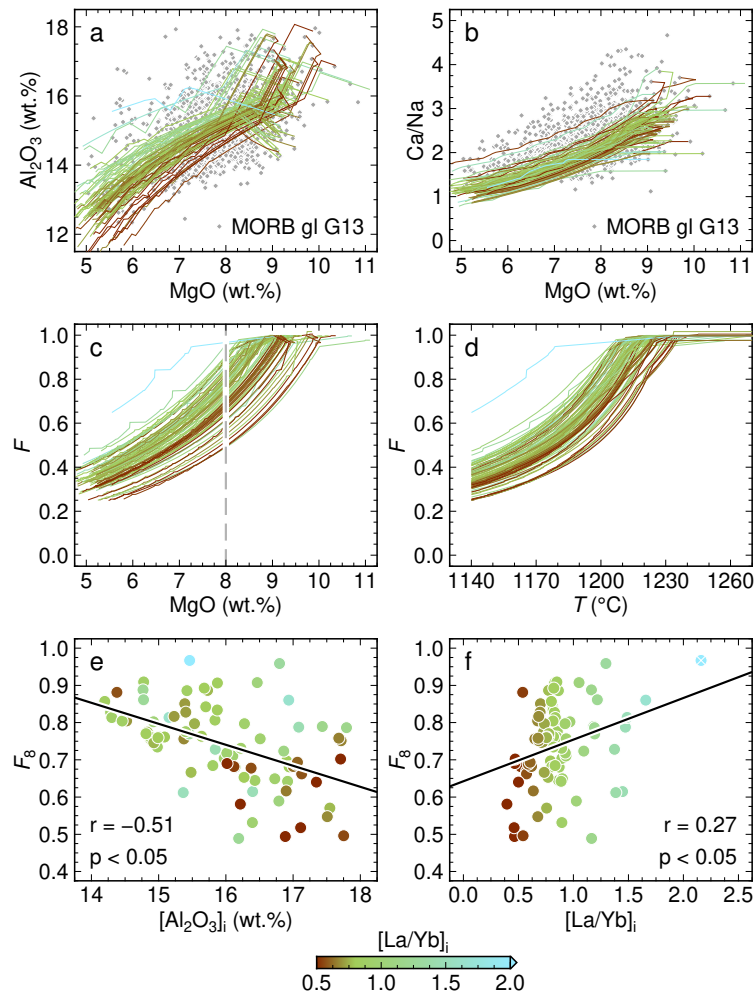 a
18
16
14
12
Al₂O₃ (wt.%)
MORB gl G13
5 6 7 8 9 10 11
MgO (wt.%)
b
5
4
3
2
1
0
Ca/Na
MORB gl G13
5 6 7 8 9 10 11
MgO (wt.%)
c
1.0
0.8
0.6
0.4
0.2
0.0
F
5 6 7 8 9 10 11
MgO (wt.%)
d
1.0
0.8
0.6
0.4
0.2
0.0
F
1140 1170 1200 1230 1260
T (°C)
e
1.0
0.9
0.8
0.7
0.6
0.5
0.4
F₈
r = −0.51
p < 0.05
14 15 16 17 18
[Al₂O₃]ᵢ (wt.%)
f
1.0
0.9
0.8
0.7
0.6
0.5
0.4
F₈
r = 0.27
p < 0.05
0.0 0.5 1.0 1.5 2.0 2.5
[La/Yb]ᵢ
[La/Yb]ᵢ
0.5 1.0 1.5 2.0